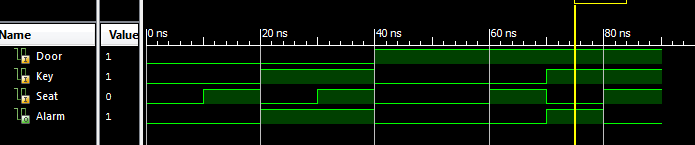 Name Value 0 ns 20 ns 40 ns 60 ns 80 ns
Door 1
Key 1
Seat 0
Alarm 1